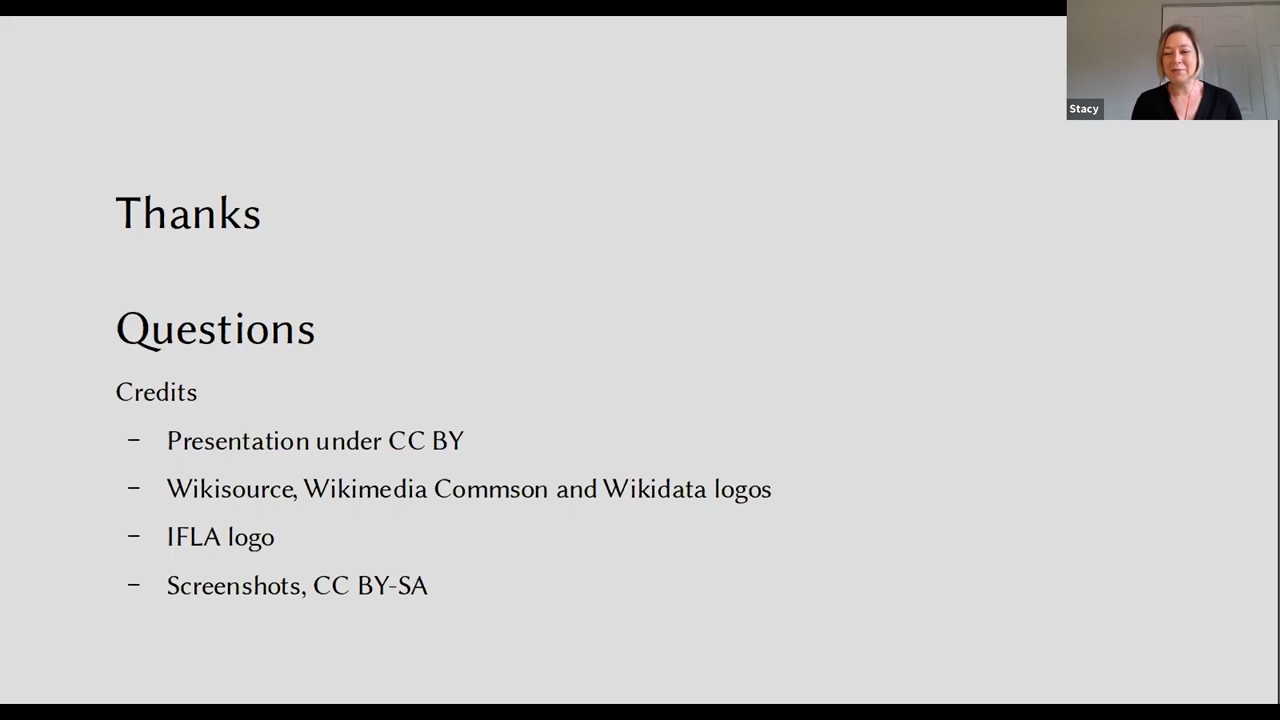 Stacy
Thanks
Questions
Credits
– Presentation under CC BY
– Wikisource, Wikimedia Commson and Wikidata logos
– IFLA logo
– Screenshots, CC BY-SA